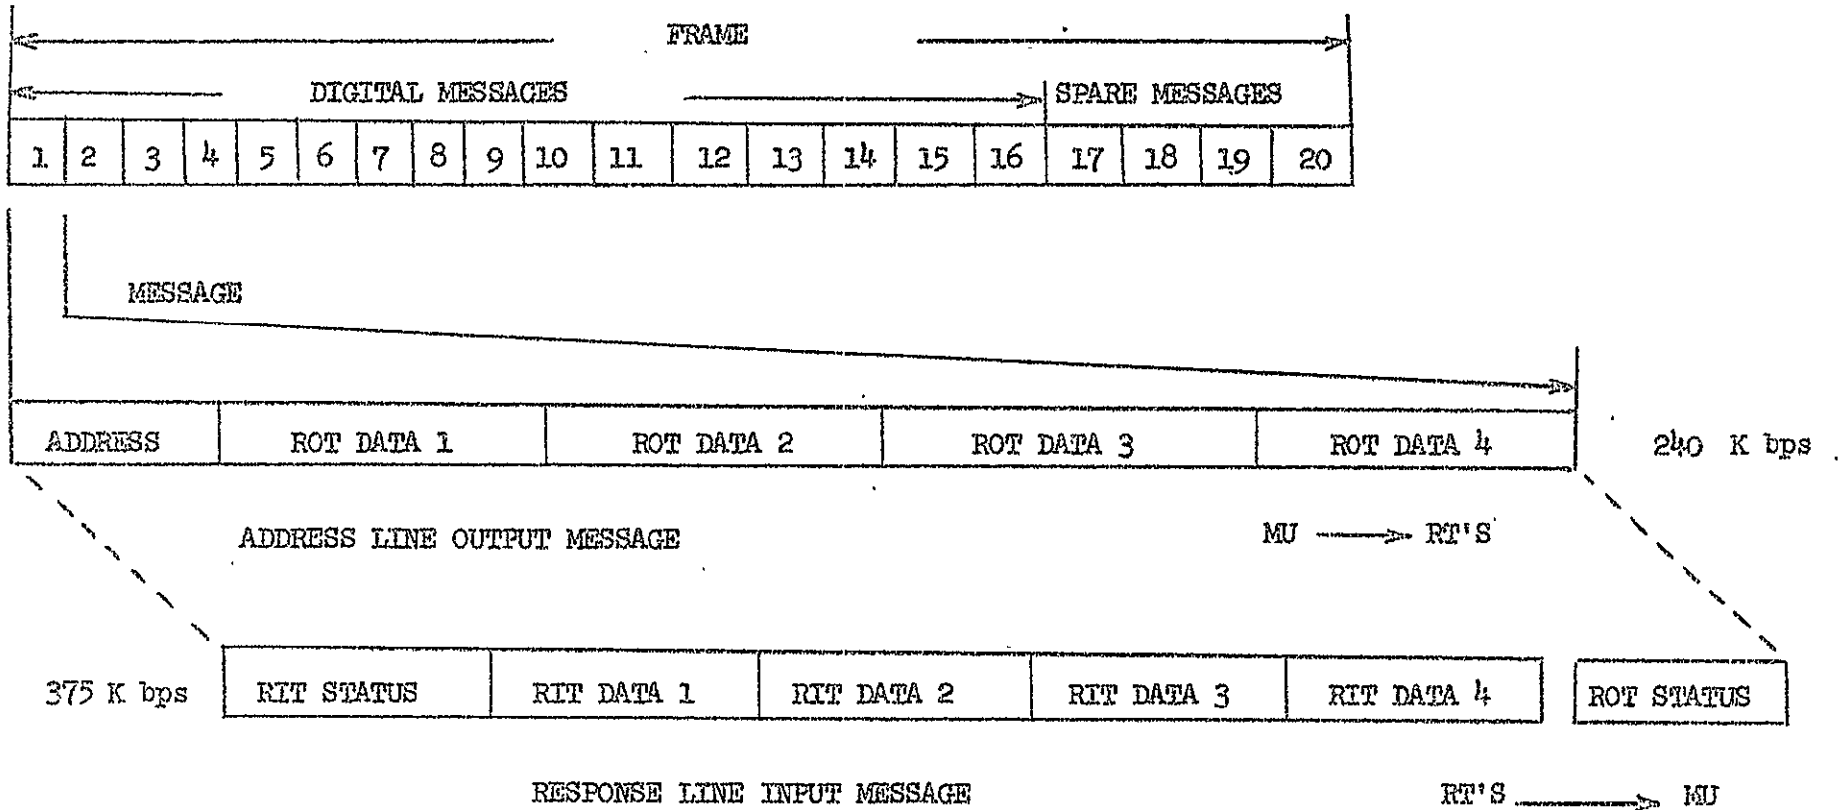 FRAME
DIGITAL MESSAGES SPARE MESSAGES
1 2 3 4 5 6 7 8 9 10 11 12 13 14 15 16 17 18 19 20
MESSAGE
ADDRESS ROT DATA 1 ROT DATA 2 ROT DATA 3 ROT DATA 4 240 K bps
ADDRESS LINE OUTPUT MESSAGE MU RT'S
375 K bps RIT STATUS RIT DATA 1 RIT DATA 2 RIT DATA 3 RIT DATA 4 ROT STATUS
RESPONSE LINE INPUT MESSAGE RT'S MU